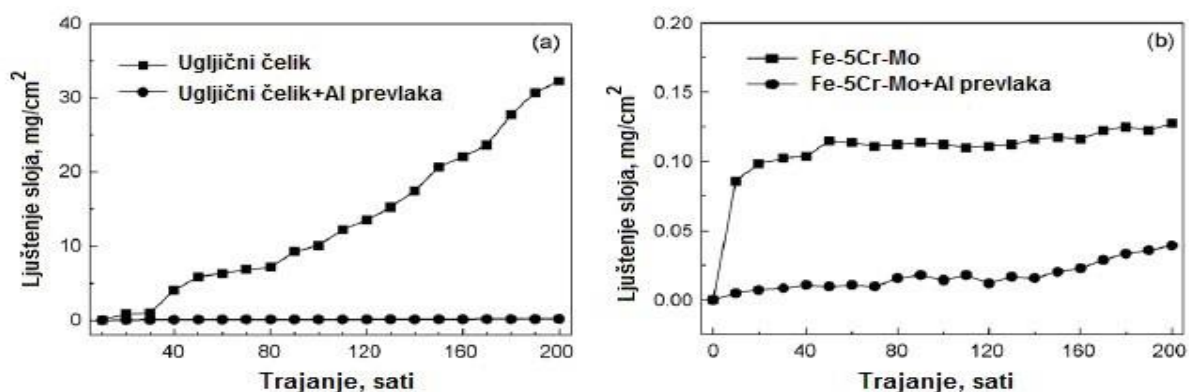 (a)
Ugljični čelik
Ugljični čelik+Al prevlaka
Ljuštenje sloja, mg/cm²
40
30
20
10
0
40 80 120 160 200
Trajanje, sati
(b)
Fe-5Cr-Mo
Fe-5Cr-Mo+Al prevlaka
Ljuštenje sloja, mg/cm²
0.20
0.15
0.10
0.05
0.00
0 40 80 120 160 200
Trajanje, sati